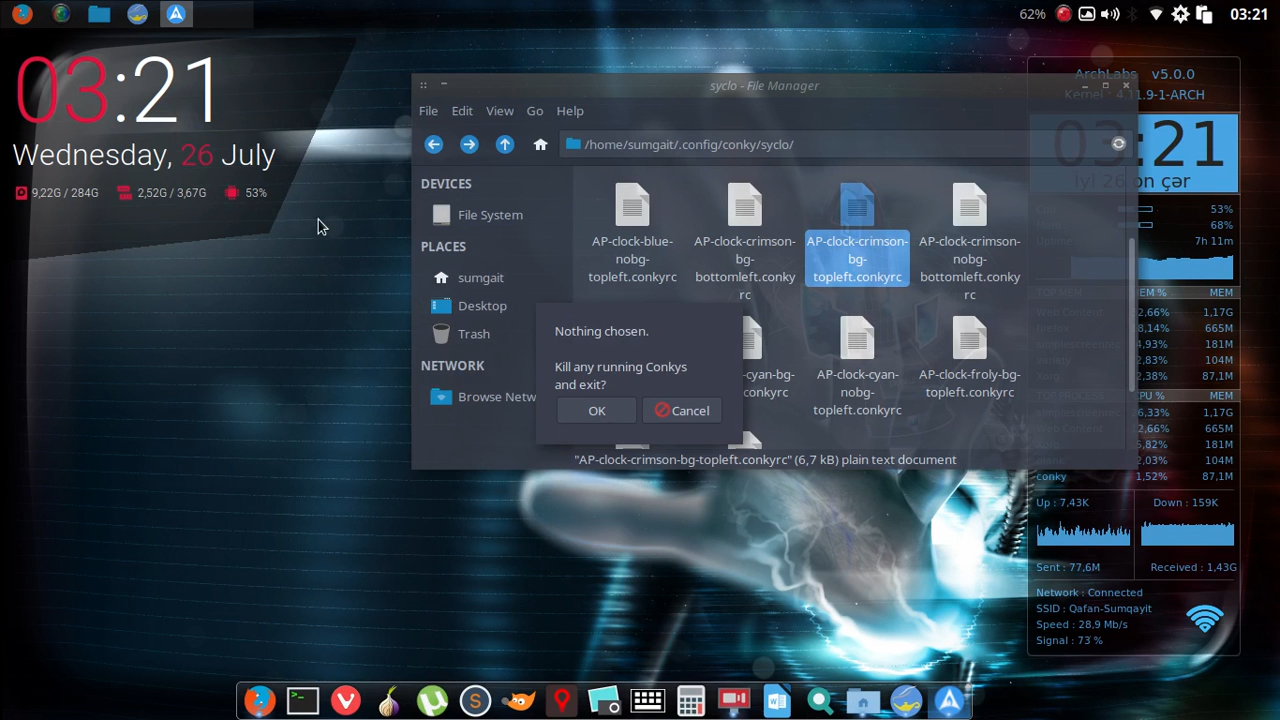 62%
03:21
03:21
Wednesday, 26 July
9,22G / 284G
2,52G / 3,67G
53%
syclo - File Manager
File
Edit
View
Go
Help
/home/sumgait/.config/conky/syclo/
DEVICES
File System
PLACES
sumgait
Desktop
Trash
NETWORK
Browse Netw
AP-clock-blue-
nobg-
topleft.conkyrc
AP-clock-crimson-
bg-
bottomleft.conky
rc
AP-clock-crimson-
bg-
topleft.conkyrc
AP-clock-crimson-
nobg-
bottomleft.conky
rc
-cyan-bg-
.conkyrc
AP-clock-cyan-
nobg-
topleft.conkyrc
AP-clock-froly-bg-
topleft.conkyrc
Nothing chosen.
Kill any running Conkys
and exit?
OK
Cancel
"AP-clock-crimson-bg-topleft.conkyrc" (6,7 kB) plain text document
ArchLabs v5.0.0
Kernel : 4.11.9-1-ARCH
03:21
İyl 26 on çər
53%
68%
7h 11m
TOP MEM
MEM %
MEM
Web Content
2,66%
1,17G
firefox
8,14%
665M
4,93%
181M
2,83%
104M
2,38%
87,1M
TOP PROCESS
CPU %
MEM
6,33%
1,17G
Web Content
2,66%
665M
5,82%
181M
2,03%
104M
conky
1,52%
87,1M
Up : 7,43K
Down : 159K
Sent : 77,6M
Received : 1,43G
Network : Connected
SSID : Qafan-Sumqayit
Speed : 28,9 Mb/s
Signal : 73 %